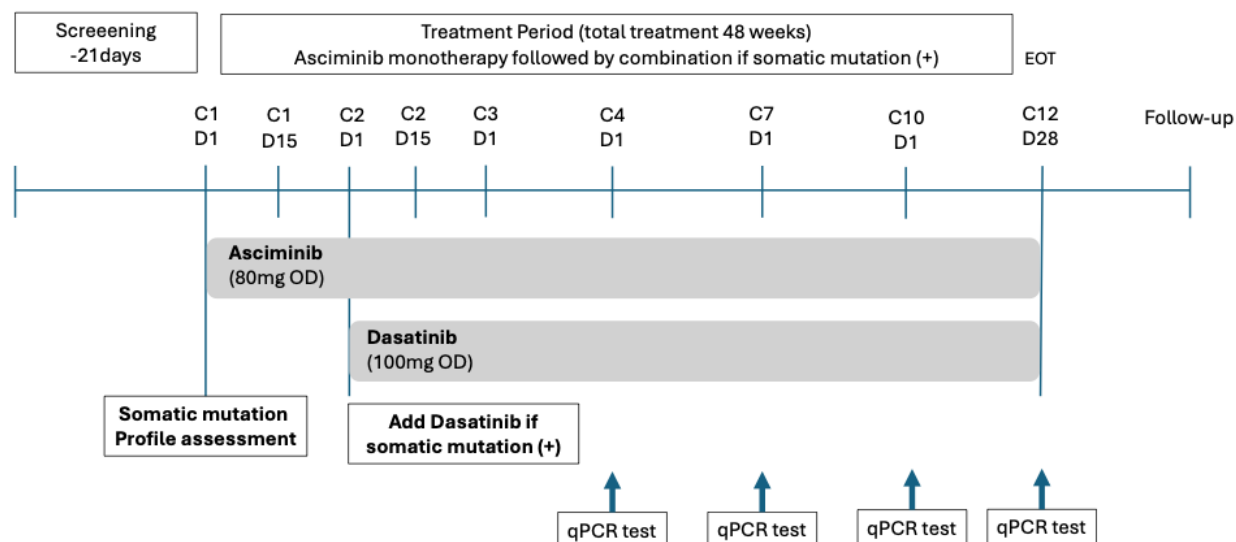 Screeening
-21days
Treatment Period (total treatment 48 weeks)
Asciminib monotherapy followed by combination if somatic mutation (+)
EOT
C1
D1
C1
D15
C2
D1
C2
D15
C3
D1
C4
D1
C7
D1
C10
D1
C12
D28
Follow-up
Asciminib
(80mg OD)
Dasatinib
(100mg OD)
Somatic mutation
Profile assessment
Add Dasatinib if
somatic mutation (+)
qPCR test
qPCR test
qPCR test
qPCR test